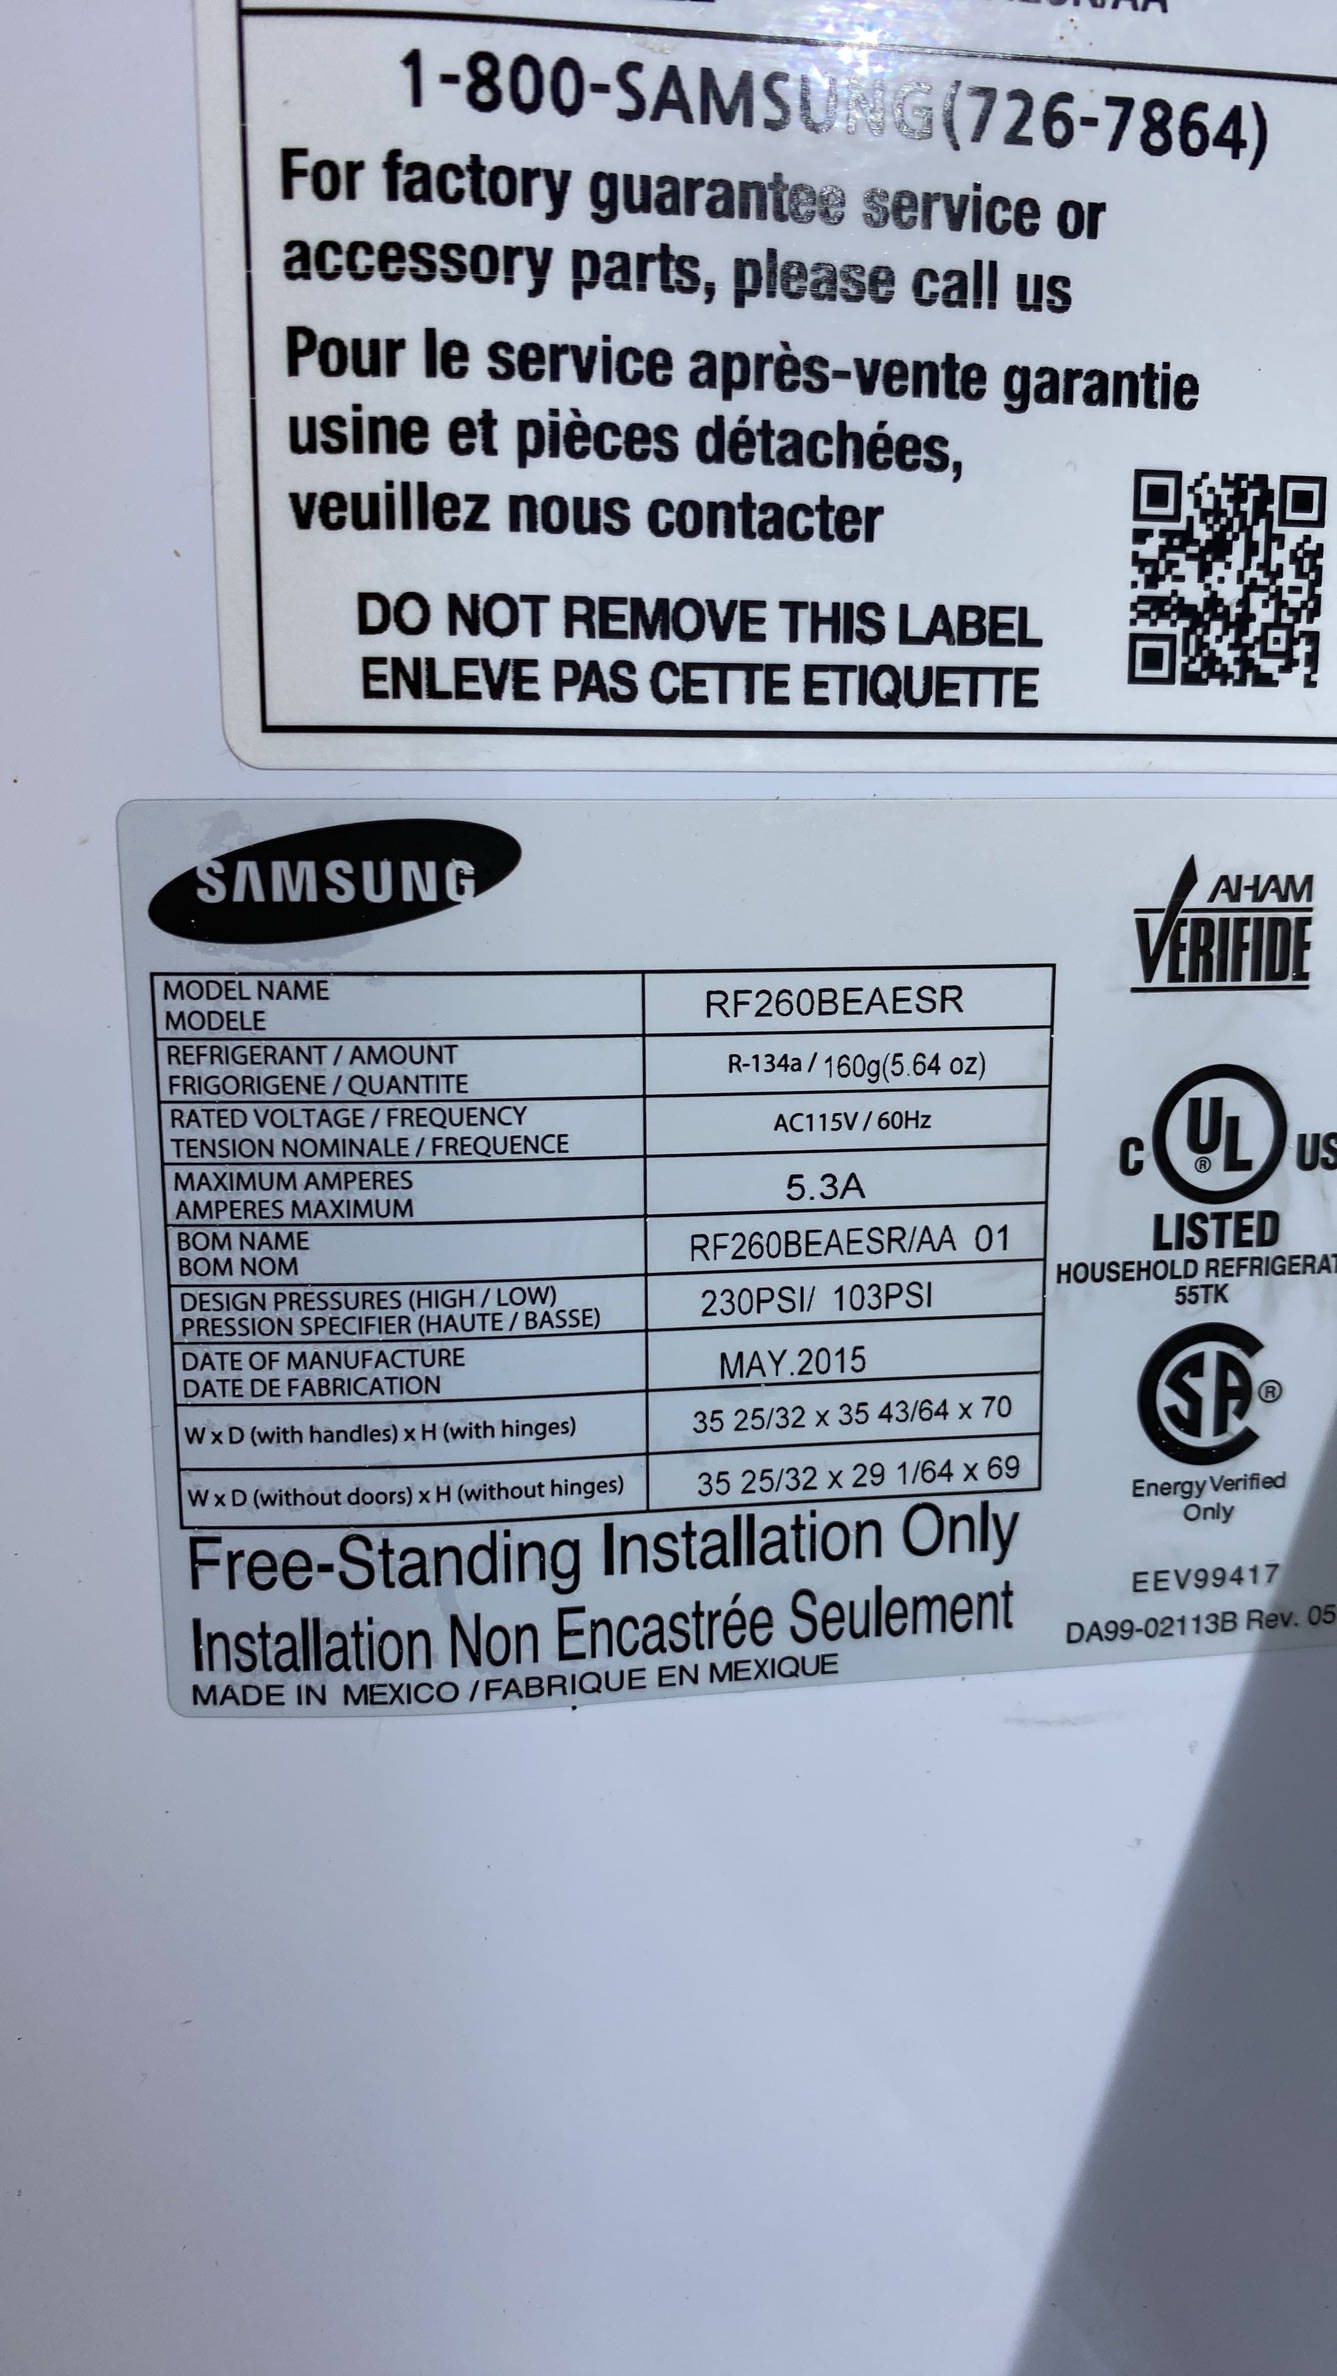 1-800-SAMSUNG(726-7864)
For factory guarantee service or
accessory parts, please call us
Pour le service après-vente garantie
usine et pièces détachées,
veuillez nous contacter
DO NOT REMOVE THIS LABEL
ENLEVE PAS CETTE ETIQUETTE
SAMSUNG
AHAM
VERIFIDE
MODEL NAME
MODELE
RF260BEAESR
REFRIGERANT / AMOUNT
FRIGORIGENE / QUANTITE
R-134a / 160g(5.64 oz)
RATED VOLTAGE / FREQUENCY
TENSION NOMINALE / FREQUENCE
AC115V / 60Hz
MAXIMUM AMPERES
AMPERES MAXIMUM
5.3A
BOM NAME
BOM NOM
RF260BEAESR/AA 01
DESIGN PRESSURES (HIGH / LOW)
PRESSION SPECIFIER (HAUTE / BASSE)
230PSI/ 103PSI
DATE OF MANUFACTURE
DATE DE FABRICATION
MAY.2015
W x D (with handles) x H (with hinges)
35 25/32 x 35 43/64 x 70
W x D (without doors) x H (without hinges)
35 25/32 x 29 1/64 x 69
Free-Standing Installation Only
Installation Non Encastrée Seulement
MADE IN MEXICO / FABRIQUE EN MEXIQUE
C UL ® US
LISTED
HOUSEHOLD
55TK
SA ®
Energy Verified
Only
EEV99417
DA99-02113B Rev. 05